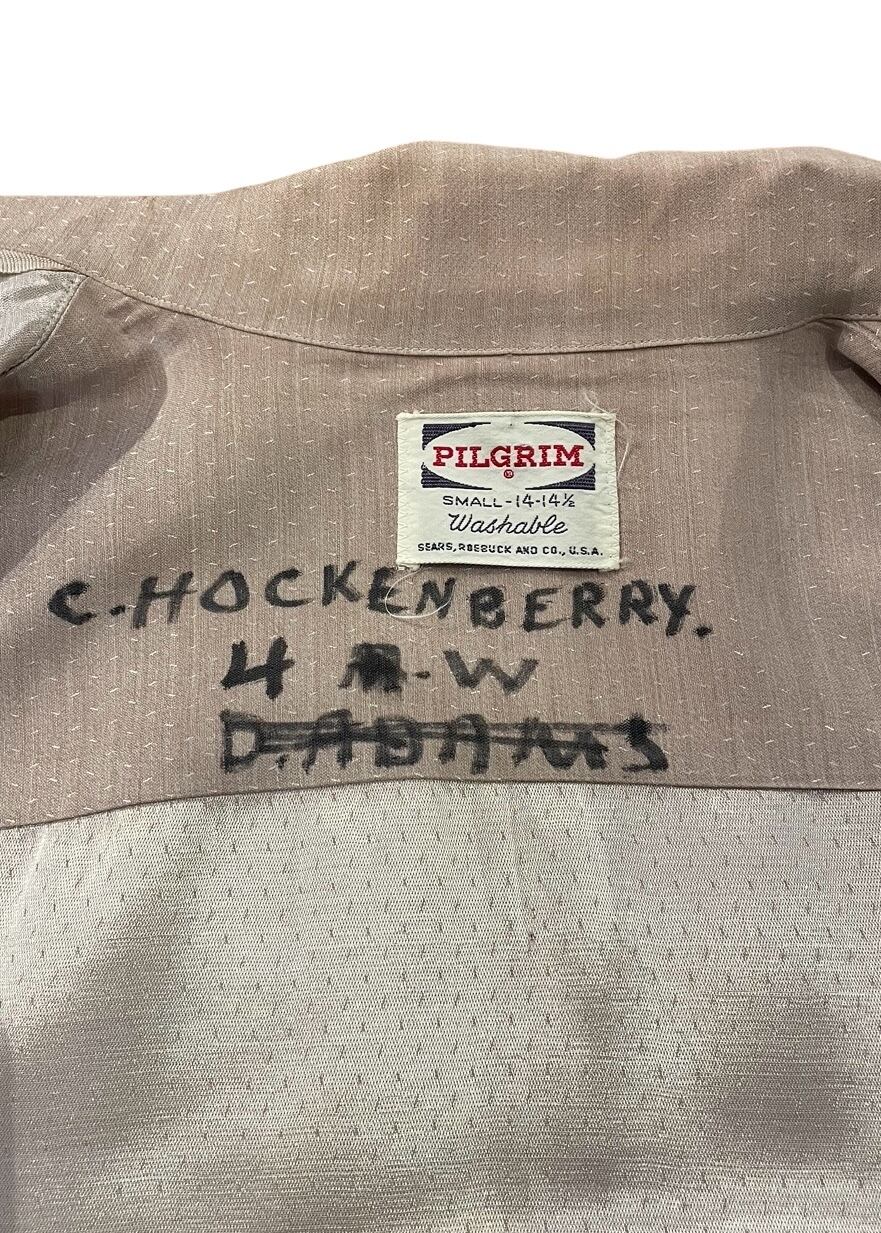 PILGRIM
®
SMALL-14-14½
Washable
SEARS, ROEBUCK AND CO., U.S.A.
C. HOCKENBERRY.
4 -W
D. ADAMS